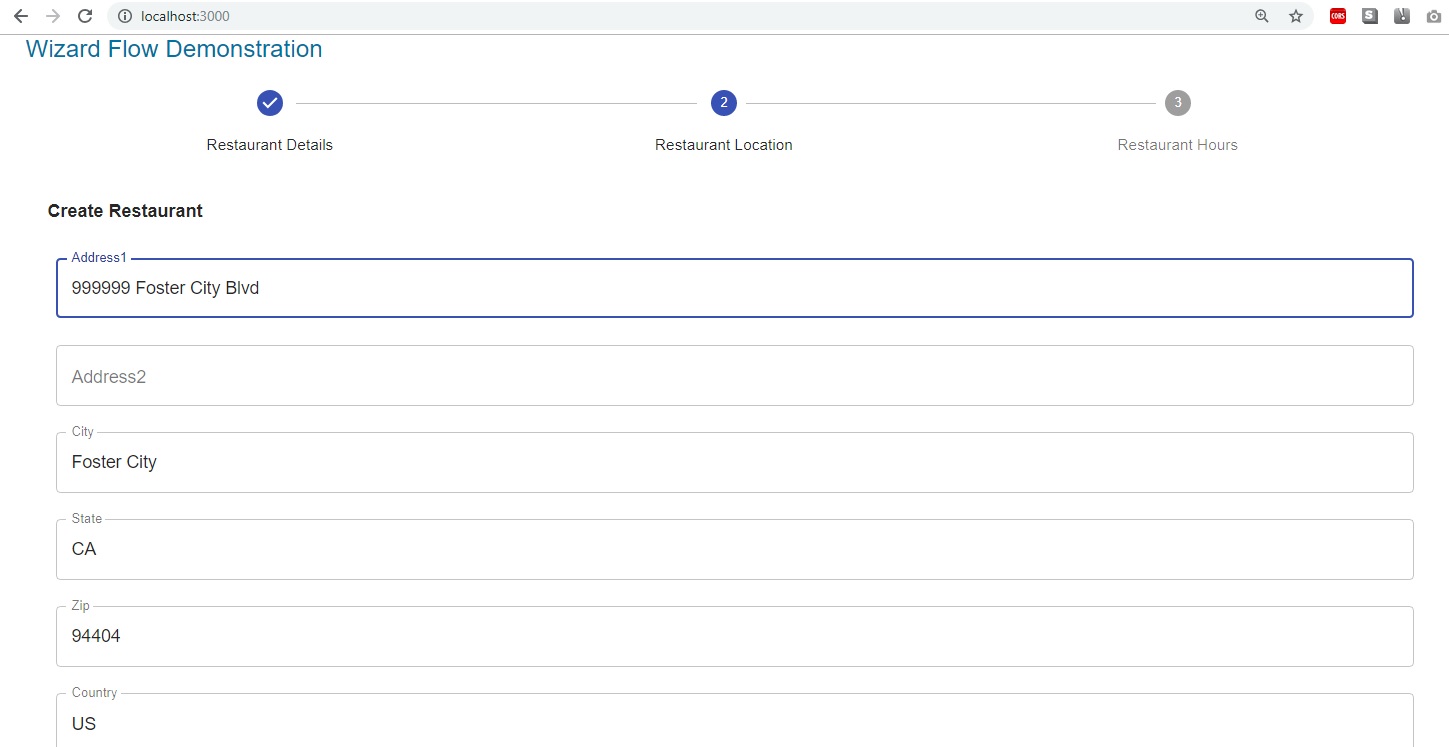 localhost:3000
CORS
S
Wizard Flow Demonstration
2
3
Restaurant Details
Restaurant Location
Restaurant Hours
Create Restaurant
Address1
999999 Foster City Blvd
Address2
City
Foster City
State
CA
Zip
94404
Country
US